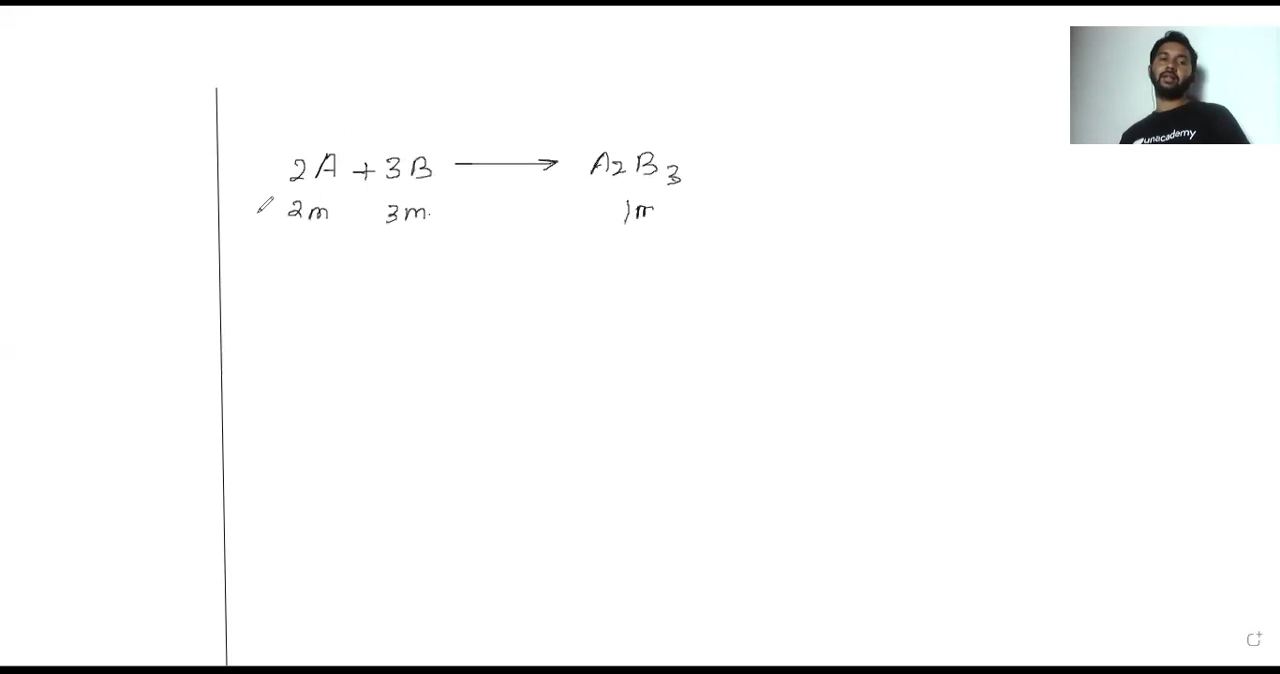 unacademy
2A + 3B ⟶ A2B3
2m 3m. 1m